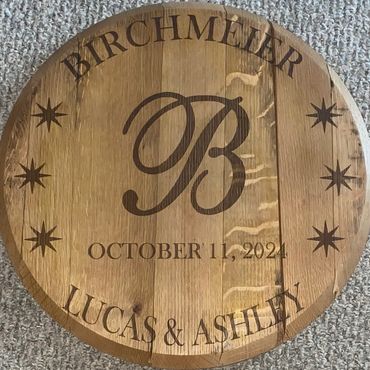 BIRCHMEIER
B
OCTOBER 11, 2024
LUCAS & ASHLEY